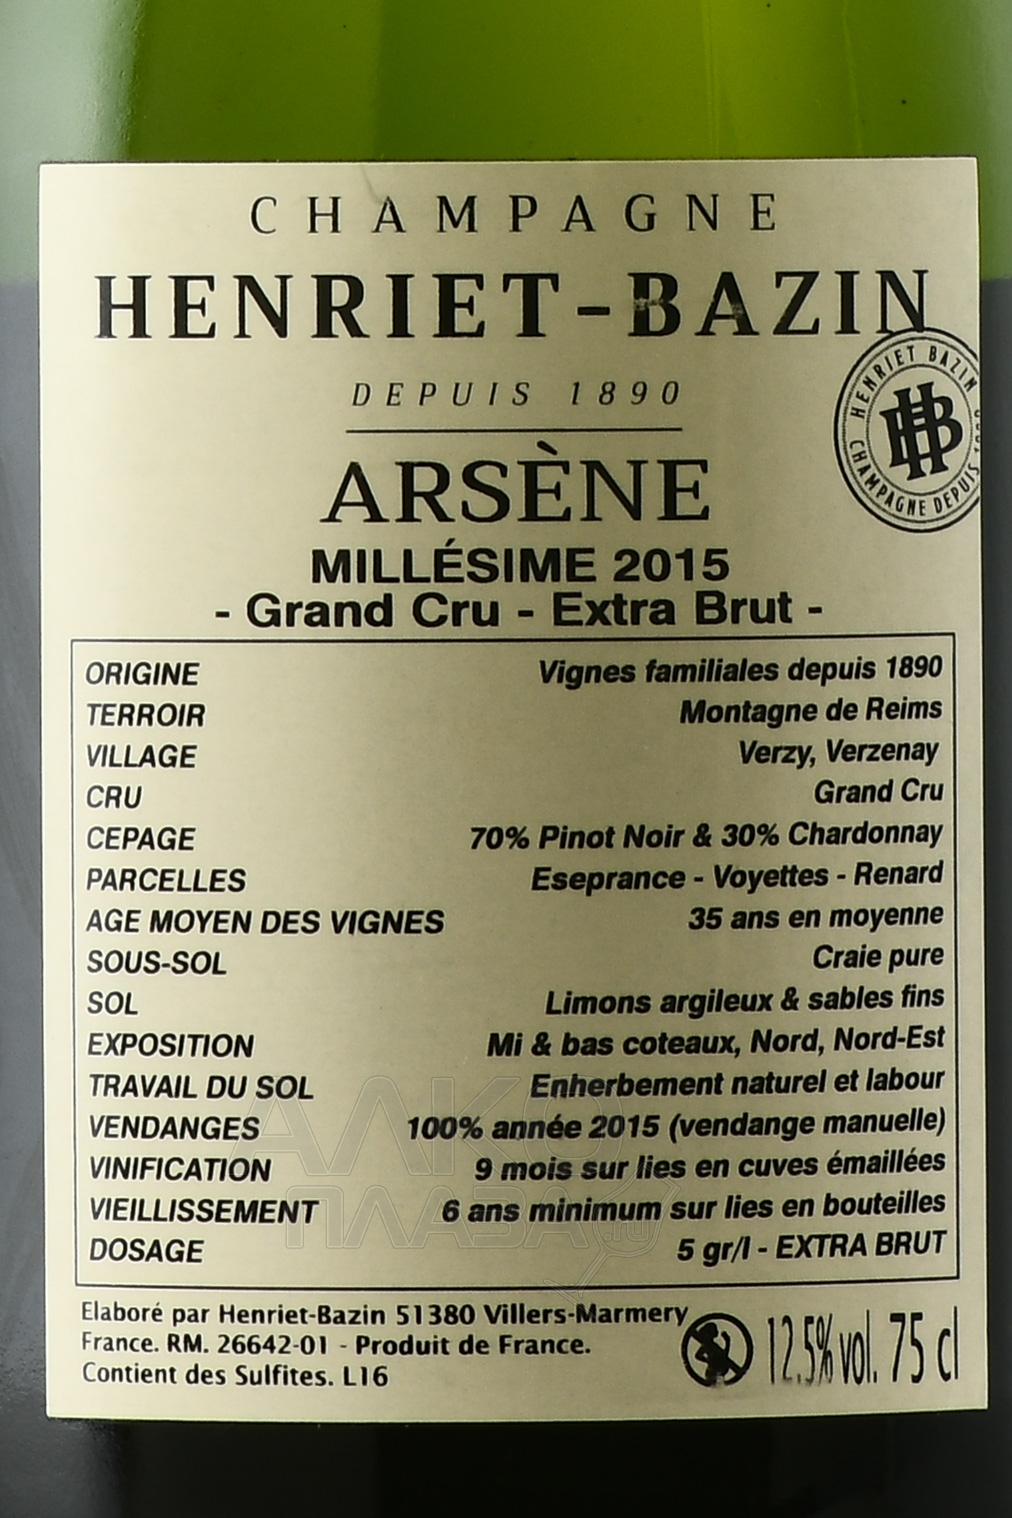 CHAMPAGNE
HENRIET-BAZIN
DEPUIS 1890
HENRIET BAZIN
CHAMPAGNE DEPUIS
HB
ARSÈNE
MILLÉSIME 2015
- Grand Cru - Extra Brut -
ORIGINE Vignes familiales depuis 1890
TERROIR Montagne de Reims
VILLAGE Verzy, Verzenay
CRU Grand Cru
CEPAGE 70% Pinot Noir & 30% Chardonnay
PARCELLES Eseprance - Voyettes - Renard
AGE MOYEN DES VIGNES 35 ans en moyenne
SOUS-SOL Craie pure
SOL Limons argileux & sables fins
EXPOSITION Mi & bas coteaux, Nord, Nord-Est
TRAVAIL DU SOL Enherbement naturel et labour
VENDANGES 100% année 2015 (vendange manuelle)
VINIFICATION 9 mois sur lies en cuves émaillées
VIEILLISSEMENT 6 ans minimum sur lies en bouteilles
DOSAGE 5 gr/l - EXTRA BRUT
АЛКО
ПЛАЗА.ru
Elaboré par Henriet-Bazin 51380 Villers-Marmery
France. RM. 26642-01 - Produit de France.
Contient des Sulfites. L16
12.5% vol. 75 cl